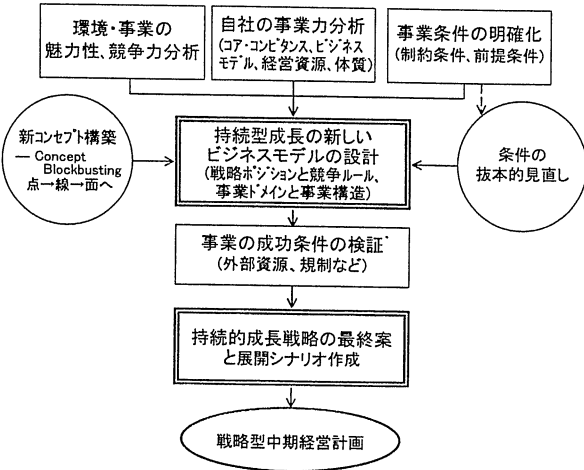 環境・事業の
魅力性、競争力分析
自社の事業力分析
(コア・コンピタンス、ビジネス
モデル、経営資源、体質)
事業条件の明確化
(制約条件、前提条件)
新コンセプト構築
— Concept
Blockbusting
点→線→面へ
持続型成長の新しい
ビジネスモデルの設計
(戦略ポジションと競争ルール、
事業ドメインと事業構造)
条件の
抜本的見直し
事業の成功条件の検証
(外部資源、規制など)
持続的成長戦略の最終案
と展開シナリオ作成
戦略型中期経営計画